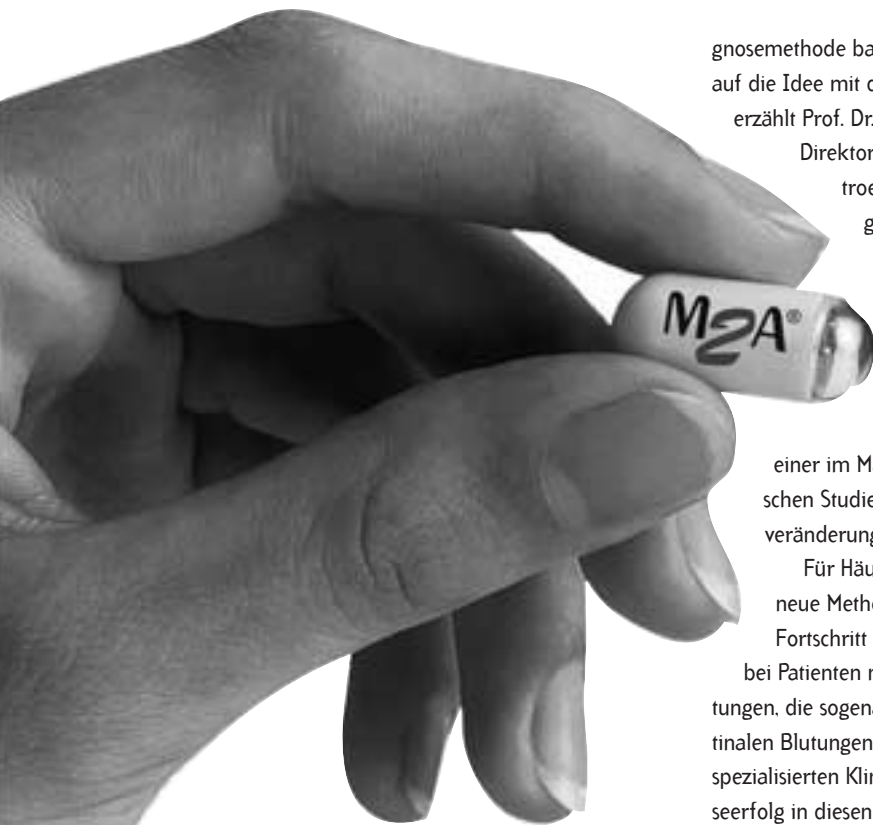 gnosemethode ba
auf die Idee mit d
erzählt Prof. Dr.
Direktor
troe
g
M2A®
einer im Ma
schen Studie
veränderung
Für Häu
neue Metho
Fortschritt
bei Patienten n
tungen, die sogena
tinalen Blutungen
spezialisierten Klin
seerfolg in diesen